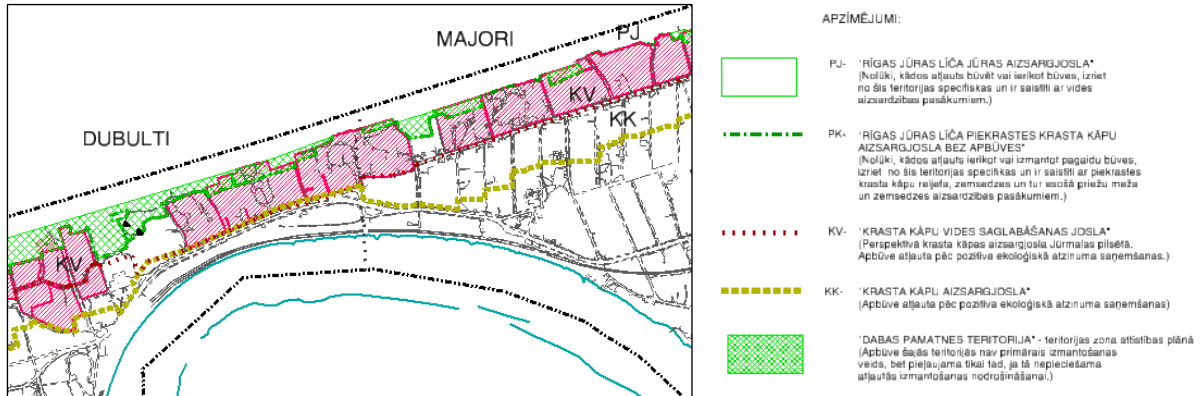 MAJORI
PJ
KV
KK
DUBULTI
KV
APZĪMĒJUMI:
PJ- "RĪGAS JŪRAS LĪČA JŪRAS AIZSARGJOSLA"
(Nolūki, kādos atļauts būvēt vai ierīkot būves, izriet
no šīs teritorijas specifikas un ir saistīti ar vides
aizsardzības pasākumiem.)
PK- "RĪGAS JŪRAS LĪČA PIEKRASTES KRASTA KĀPU
AIZSARGJOSLA BEZ APBŪVES"
(Nolūki, kādos atļauts ierīkot vai izmantot pagaidu būves,
izriet no šīs teritorijas specifikas un ir saistīti ar piekrastes
krasta kāpu reljefa, zemsedzes un tur esošā priežu meža
un zemsedzes aizsardzības pasākumiem.)
KV- "KRASTA KĀPU VIDES SAGLABĀŠANAS JOSLA"
(Perspektīvā krasta kāpas aizsargjosla Jūrmalas pilsētā.
Apbūve atļauta pēc pozitīva ekoloģiskā atzinuma saņemšanas.)
KK- "KRASTA KĀPU AIZSARGJOSLA"
(Apbūve atļauta pēc pozitīva ekoloģiskā atzinuma saņemšanas)
"DABAS PAMATNES TERITORIJA" - teritorijas zona attīstības plānā
(Apbūve šajās teritorijās nav primārais izmantošanas
veids, bet pieļaujama tikai tad, ja tā nepieciešama
atļautās izmantošanas nodrošināšanai.)